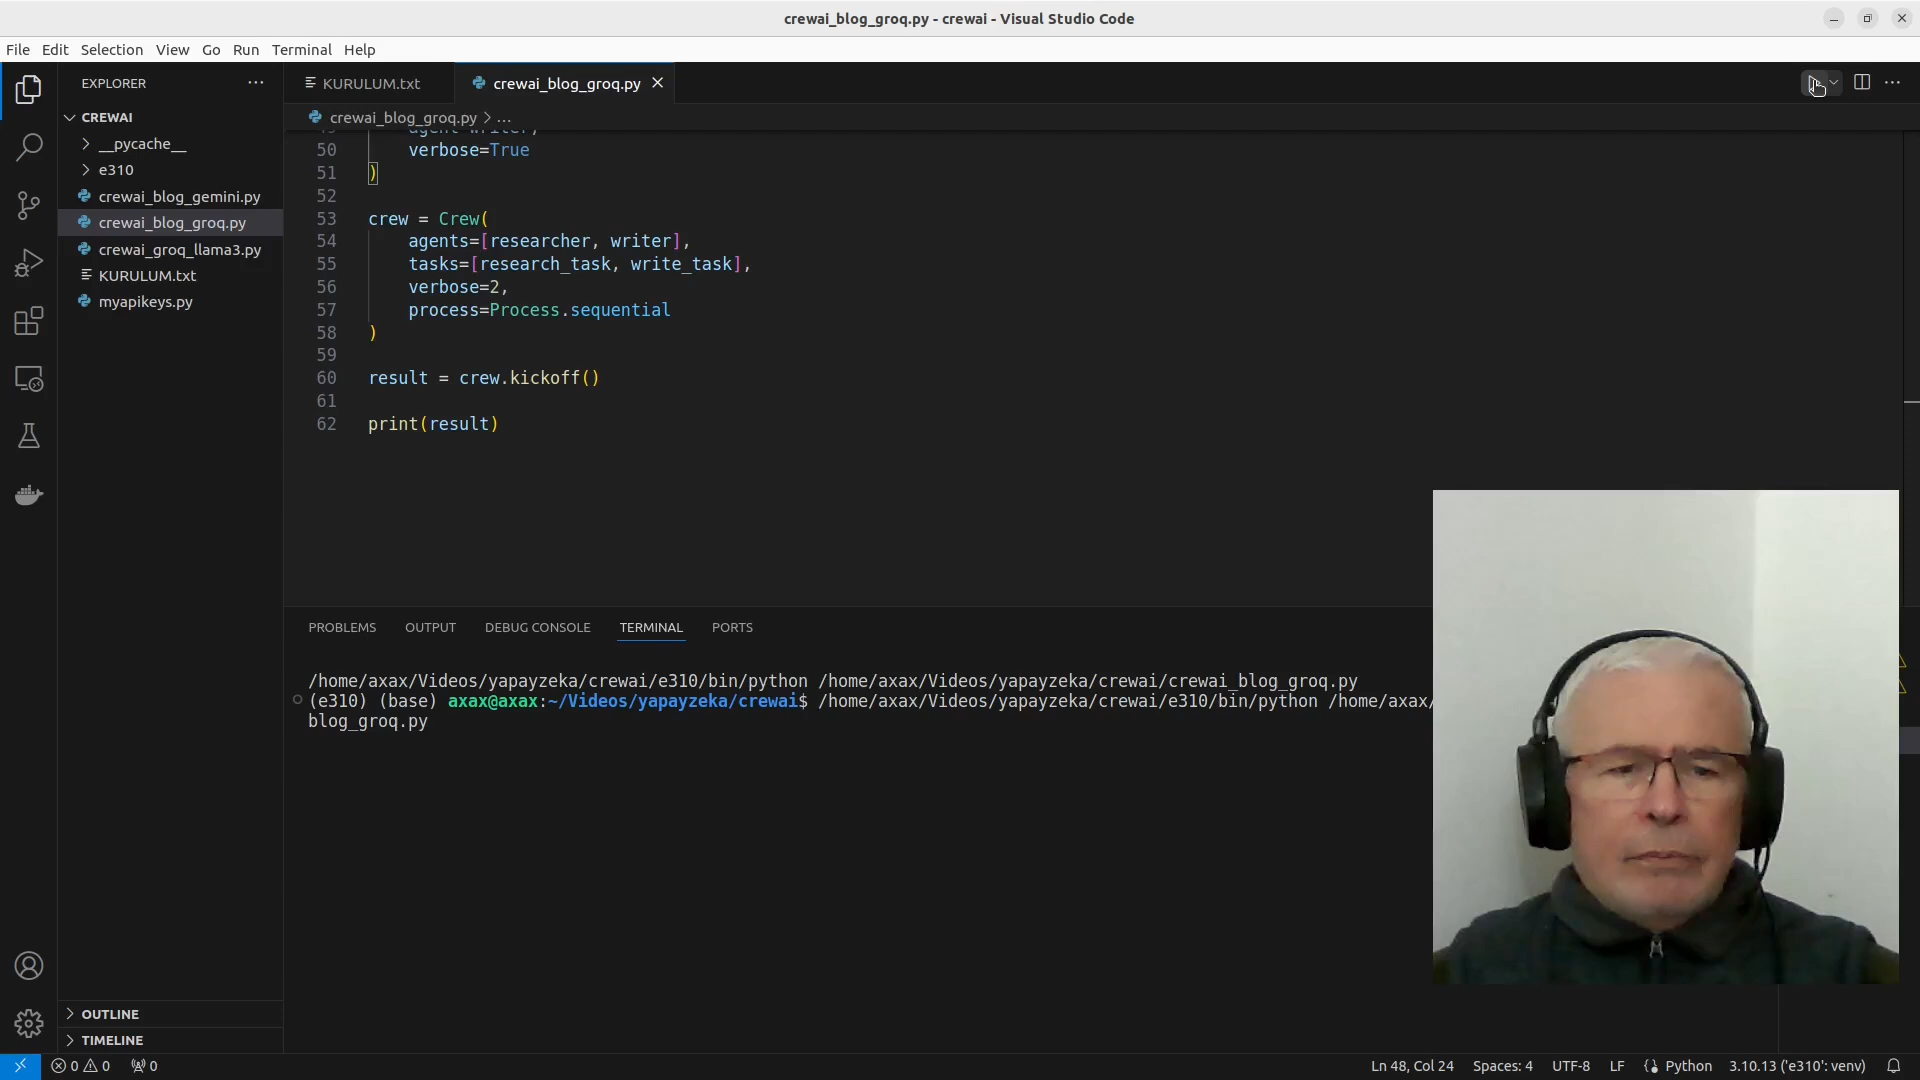 crewai_blog_groq.py - crewai - Visual Studio Code
File Edit Selection View Go Run Terminal Help
EXPLORER
KURULUM.txt
crewai_blog_groq.py
CREWAI
__pycache__
e310
crewai_blog_gemini.py
crewai_blog_groq.py
crewai_groq_llama3.py
KURULUM.txt
myapikeys.py
crewai_blog_groq.py > ...
50 verbose=True
51 )
52
53 crew = Crew(
54 agents=[researcher, writer],
55 tasks=[research_task, write_task],
56 verbose=2,
57 process=Process.sequential
58 )
59
60 result = crew.kickoff()
61
62 print(result)
PROBLEMS OUTPUT DEBUG CONSOLE TERMINAL PORTS
/home/axax/Videos/yapayzeka/crewai/e310/bin/python /home/axax/Videos/yapayzeka/crewai/crewai_blog_groq.py
(e310) (base) axax@axax:~/Videos/yapayzeka/crewai$ /home/axax/Videos/yapayzeka/crewai/e310/bin/python /home/axax/
blog_groq.py
OUTLINE
TIMELINE
0 0 0
Ln 48, Col 24 Spaces: 4 UTF-8 LF Python 3.10.13 ('e310': venv)